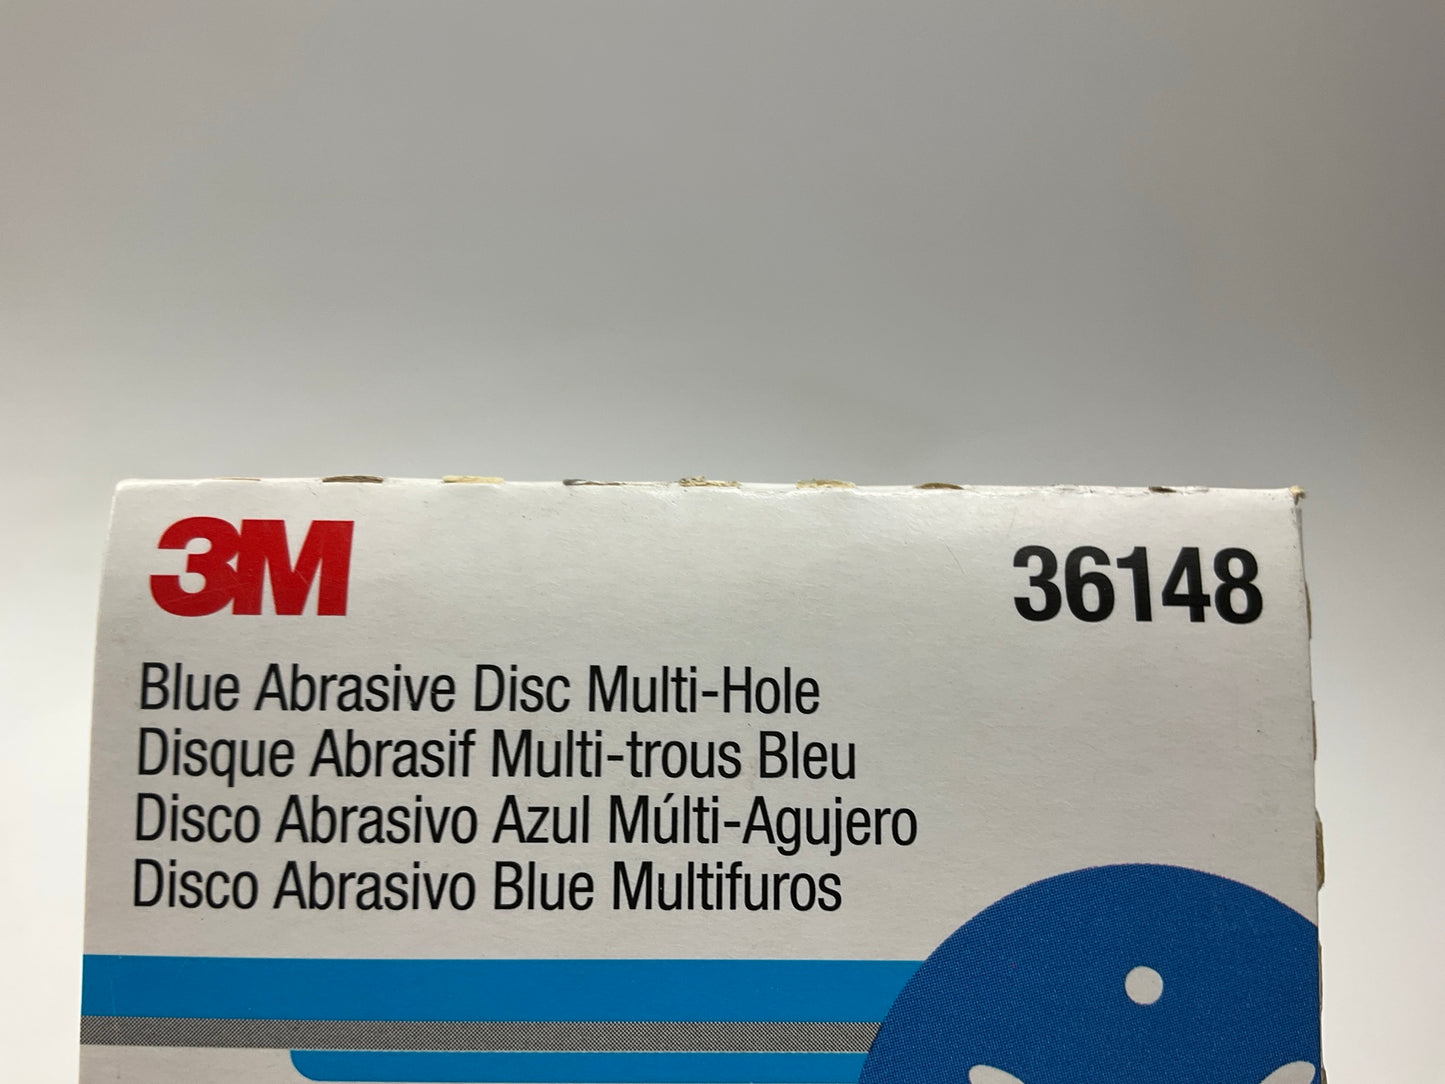 3M
36148
Blue Abrasive Disc Multi-Hole
Disque Abrasif Multi-trous Bleu
Disco Abrasivo Azul Múlti-Agujero
Disco Abrasivo Blue Multifuros